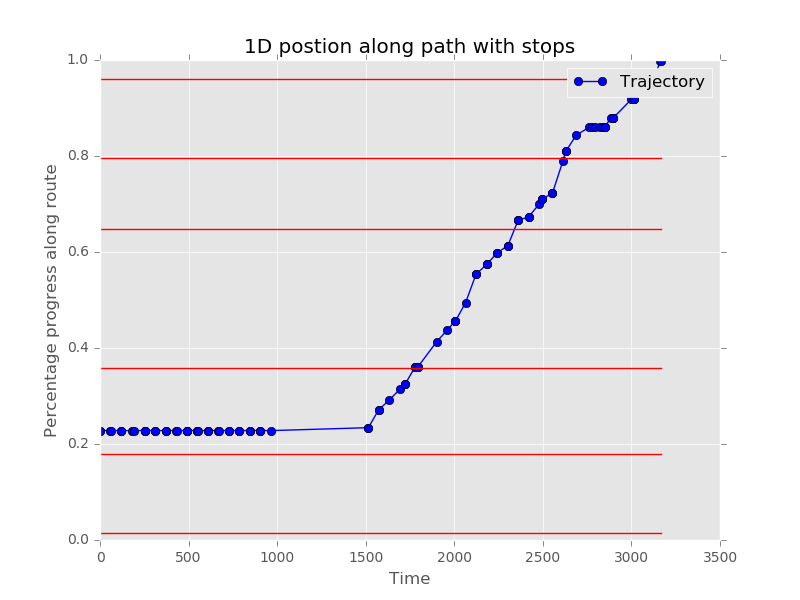 1D postion along path with stops
Trajectory
Percentage progress along route
1.0
0.8
0.6
0.4
0.2
0.0
0 500 1000 1500 2000 2500 3000 3500
Time